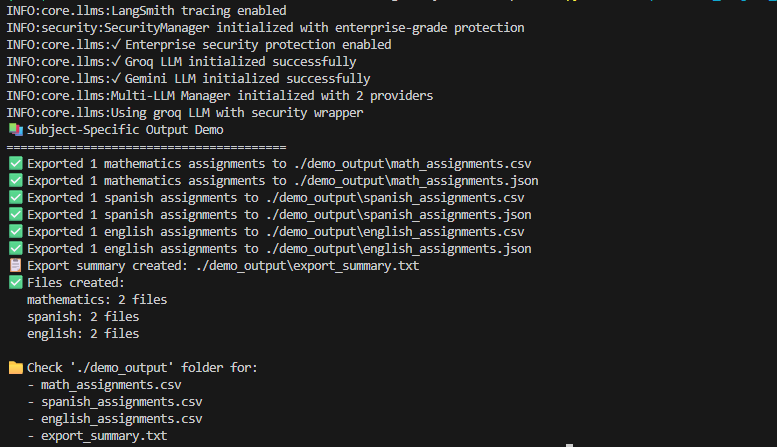 INFO:core.llms:LangSmith tracing enabled
INFO:security:SecurityManager initialized with enterprise-grade protection
INFO:core.llms:✓ Enterprise security protection enabled
INFO:core.llms:✓ Groq LLM initialized successfully
INFO:core.llms:✓ Gemini LLM initialized successfully
INFO:core.llms:Multi-LLM Manager initialized with 2 providers
INFO:core.llms:Using groq LLM with security wrapper
📚 Subject-Specific Output Demo
========================================
✅ Exported 1 mathematics assignments to ./demo_output\math_assignments.csv
✅ Exported 1 mathematics assignments to ./demo_output\math_assignments.json
✅ Exported 1 spanish assignments to ./demo_output\spanish_assignments.csv
✅ Exported 1 spanish assignments to ./demo_output\spanish_assignments.json
✅ Exported 1 english assignments to ./demo_output\english_assignments.csv
✅ Exported 1 english assignments to ./demo_output\english_assignments.json
📋 Export summary created: ./demo_output\export_summary.txt
✅ Files created:
mathematics: 2 files
spanish: 2 files
english: 2 files
📁 Check './demo_output' folder for:
- math_assignments.csv
- spanish_assignments.csv
- english_assignments.csv
- export_summary.txt